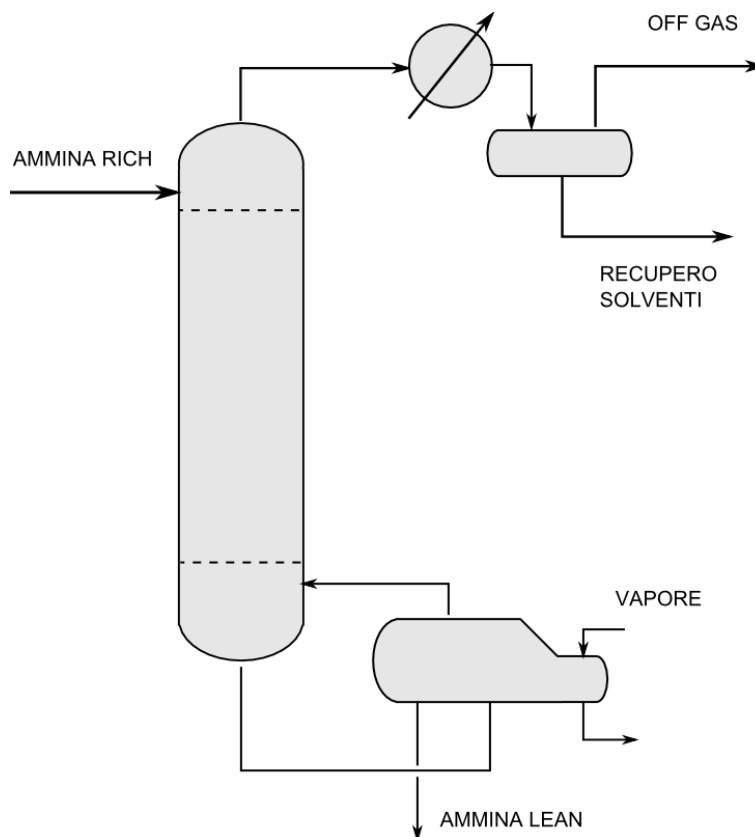 OFF GAS
AMMINA RICH
RECUPERO
SOLVENTI
VAPORE
AMMINA LEAN